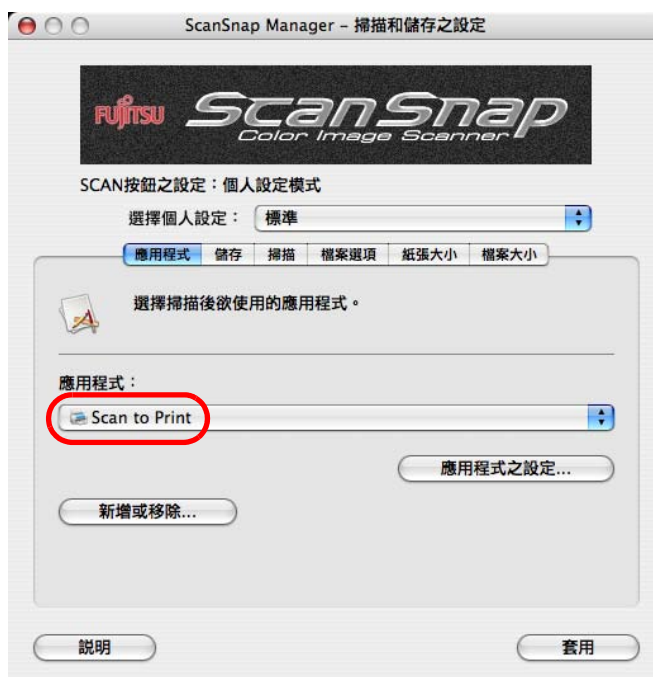 ScanSnap Manager – 掃描和儲存之設定
FUJITSU ScanSnap
Color Image Scanner
SCAN按鈕之設定：個人設定模式
選擇個人設定： 標準
應用程式 儲存 掃描 檔案選項 紙張大小 檔案大小
選擇掃描後欲使用的應用程式。
應用程式：
Scan to Print
應用程式之設定...
新增或移除...
說明 套用